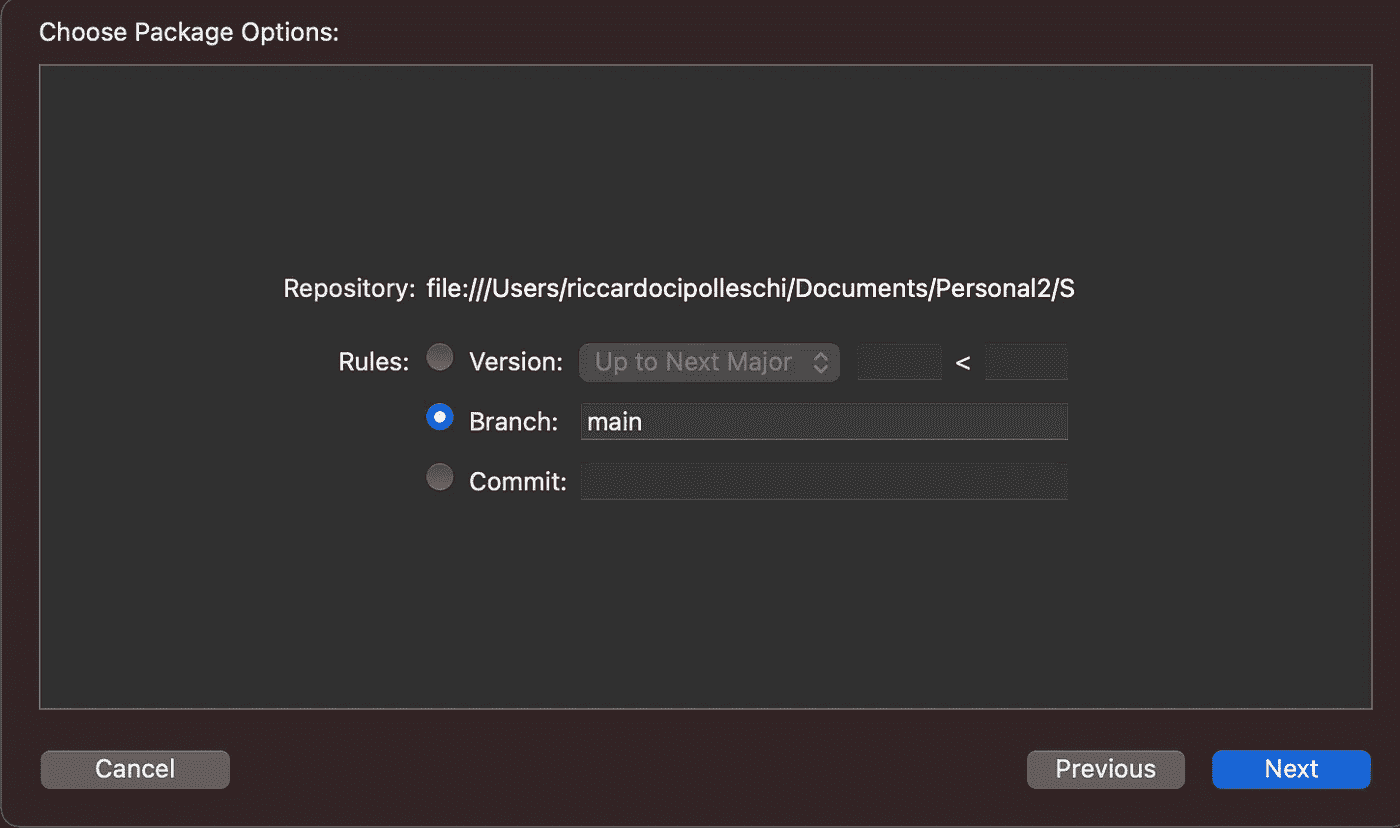 Choose Package Options:
Repository: file:///Users/riccardocipolleschi/Documents/Personal2/S
Rules: Version: Up to Next Major <
Branch: main
Commit:
Cancel Previous Next